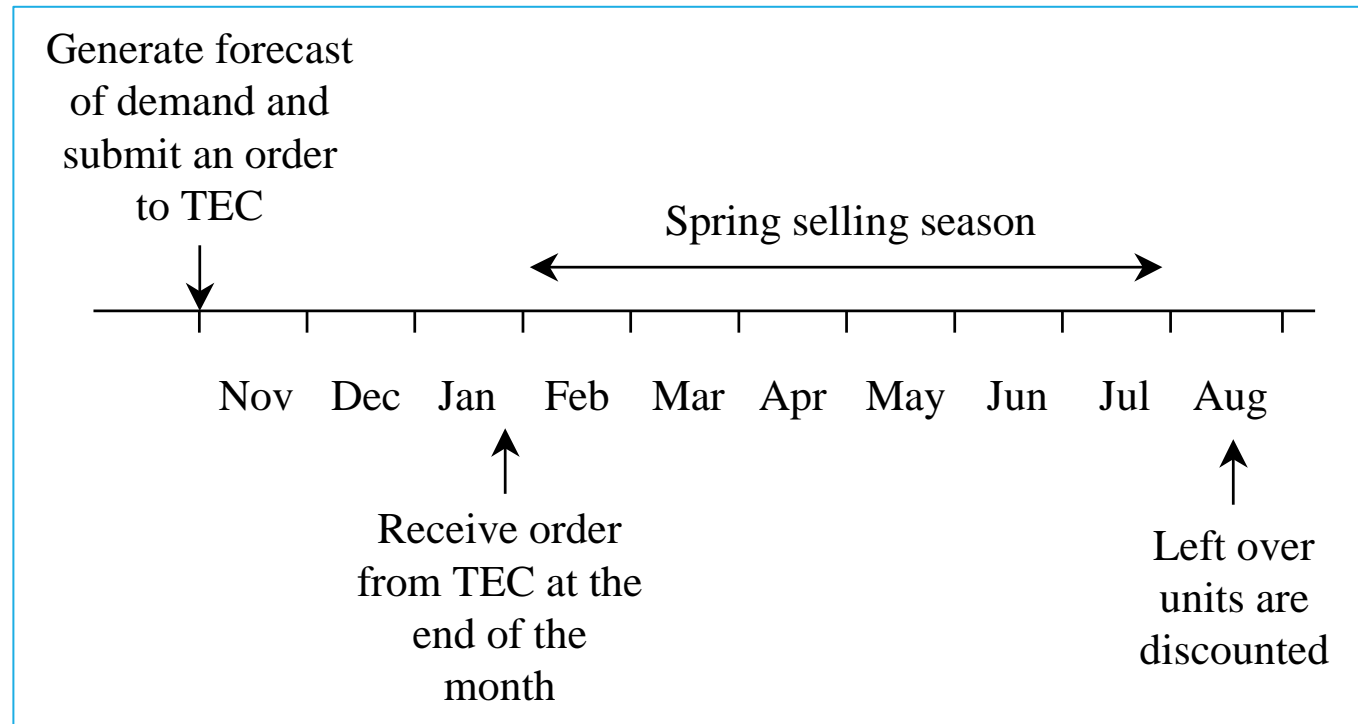 Generate forecast
of demand and
submit an order
to TEC
Spring selling season
Nov Dec Jan Feb Mar Apr May Jun Jul Aug
Receive order
from TEC at the
end of the
month
Left over
units are
discounted